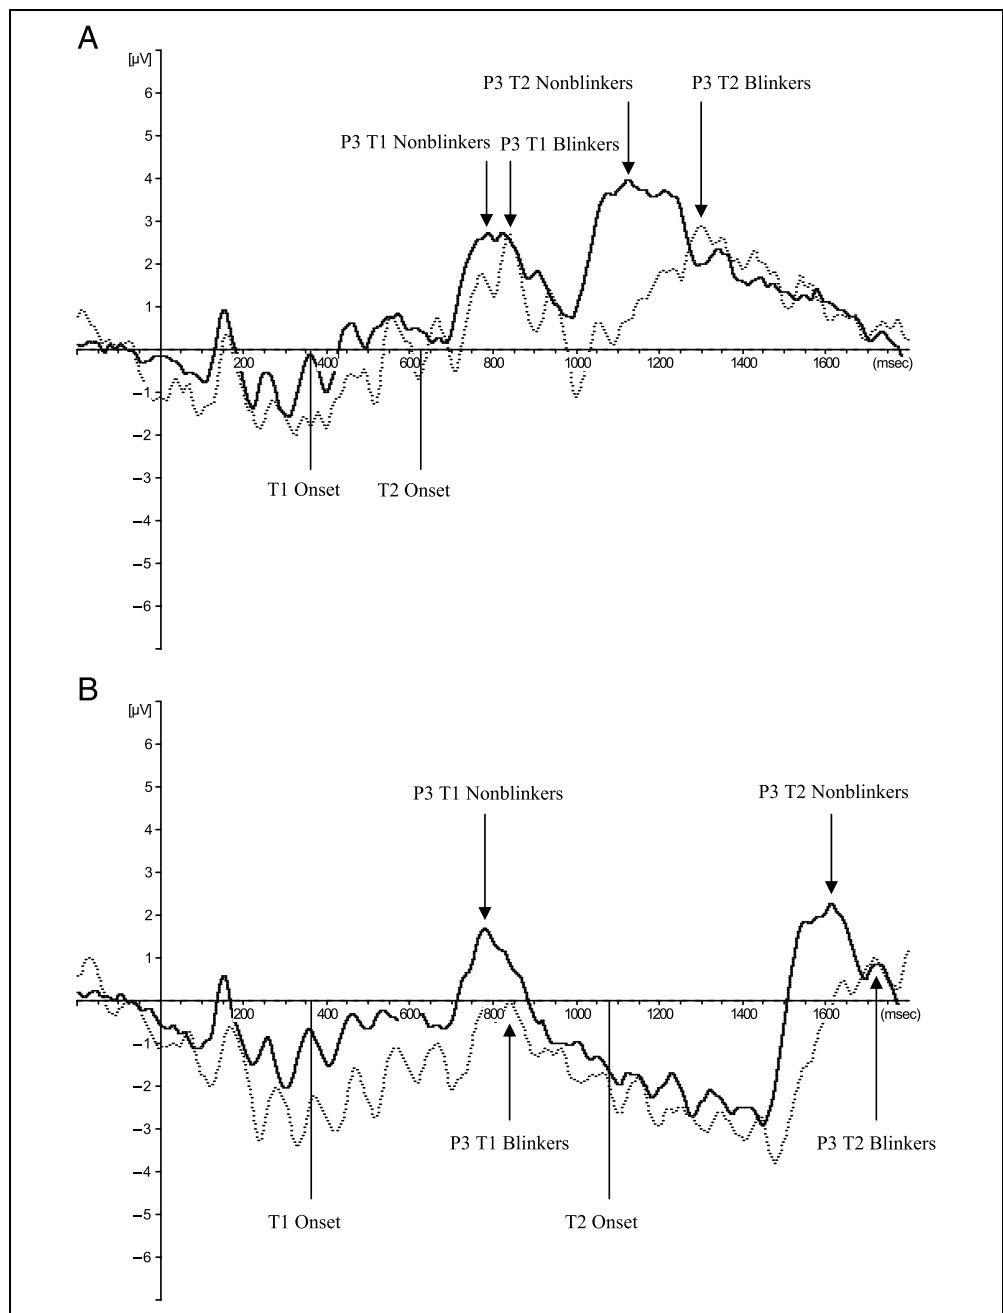 A
[µV]
P3 T2 Nonblinkers P3 T2 Blinkers
6
5
P3 T1 Nonblinkers P3 T1 Blinkers
4
3
2
1
200 400 600 800 1000 1200 1400 1600 (msec)
−1
−2
−3
T1 Onset T2 Onset
−4
−5
−6
B
[µV]
6
P3 T1 Nonblinkers P3 T2 Nonblinkers
5
4
3
2
1
200 400 600 800 1000 1200 1400 1600 (msec)
−1
−2
−3
P3 T1 Blinkers P3 T2 Blinkers
−4
−5
T1 Onset T2 Onset
−6